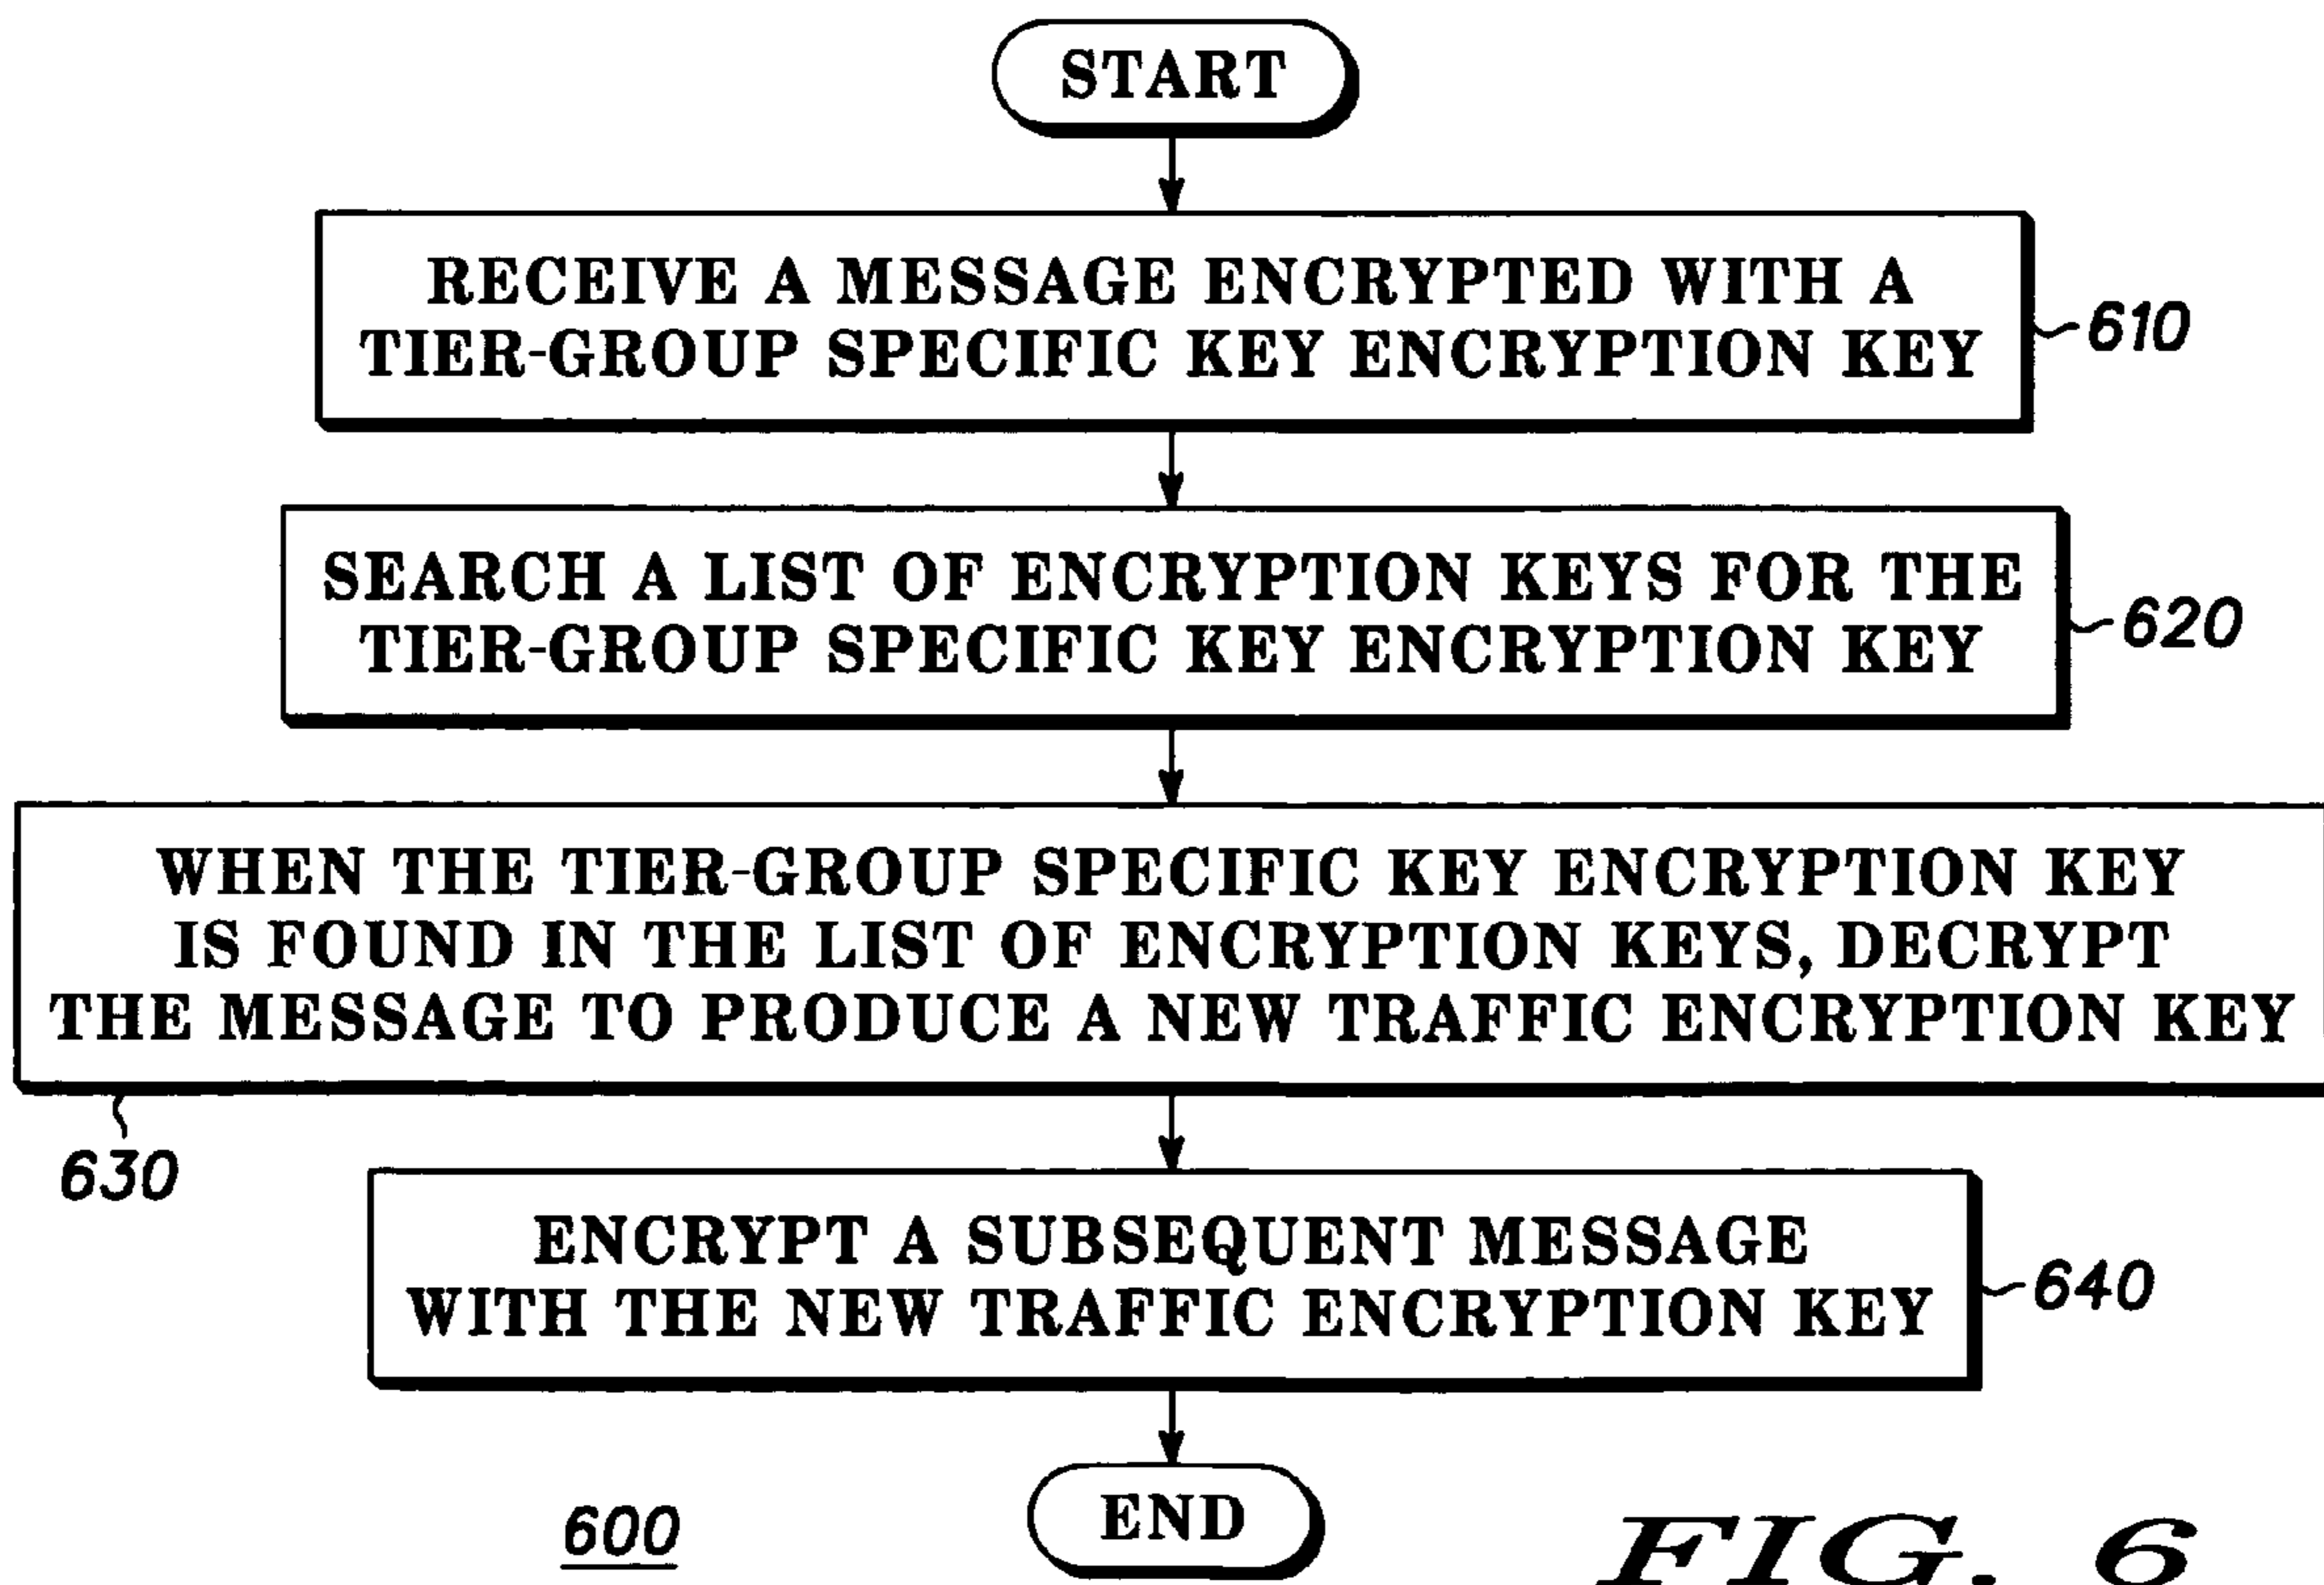 START
RECEIVE A MESSAGE ENCRYPTED WITH A
TIER-GROUP SPECIFIC KEY ENCRYPTION KEY
610
SEARCH A LIST OF ENCRYPTION KEYS FOR THE
TIER-GROUP SPECIFIC KEY ENCRYPTION KEY
620
WHEN THE TIER-GROUP SPECIFIC KEY ENCRYPTION KEY
IS FOUND IN THE LIST OF ENCRYPTION KEYS, DECRYPT
THE MESSAGE TO PRODUCE A NEW TRAFFIC ENCRYPTION KEY
630
ENCRYPT A SUBSEQUENT MESSAGE
WITH THE NEW TRAFFIC ENCRYPTION KEY
640
END
600
FIG. 6